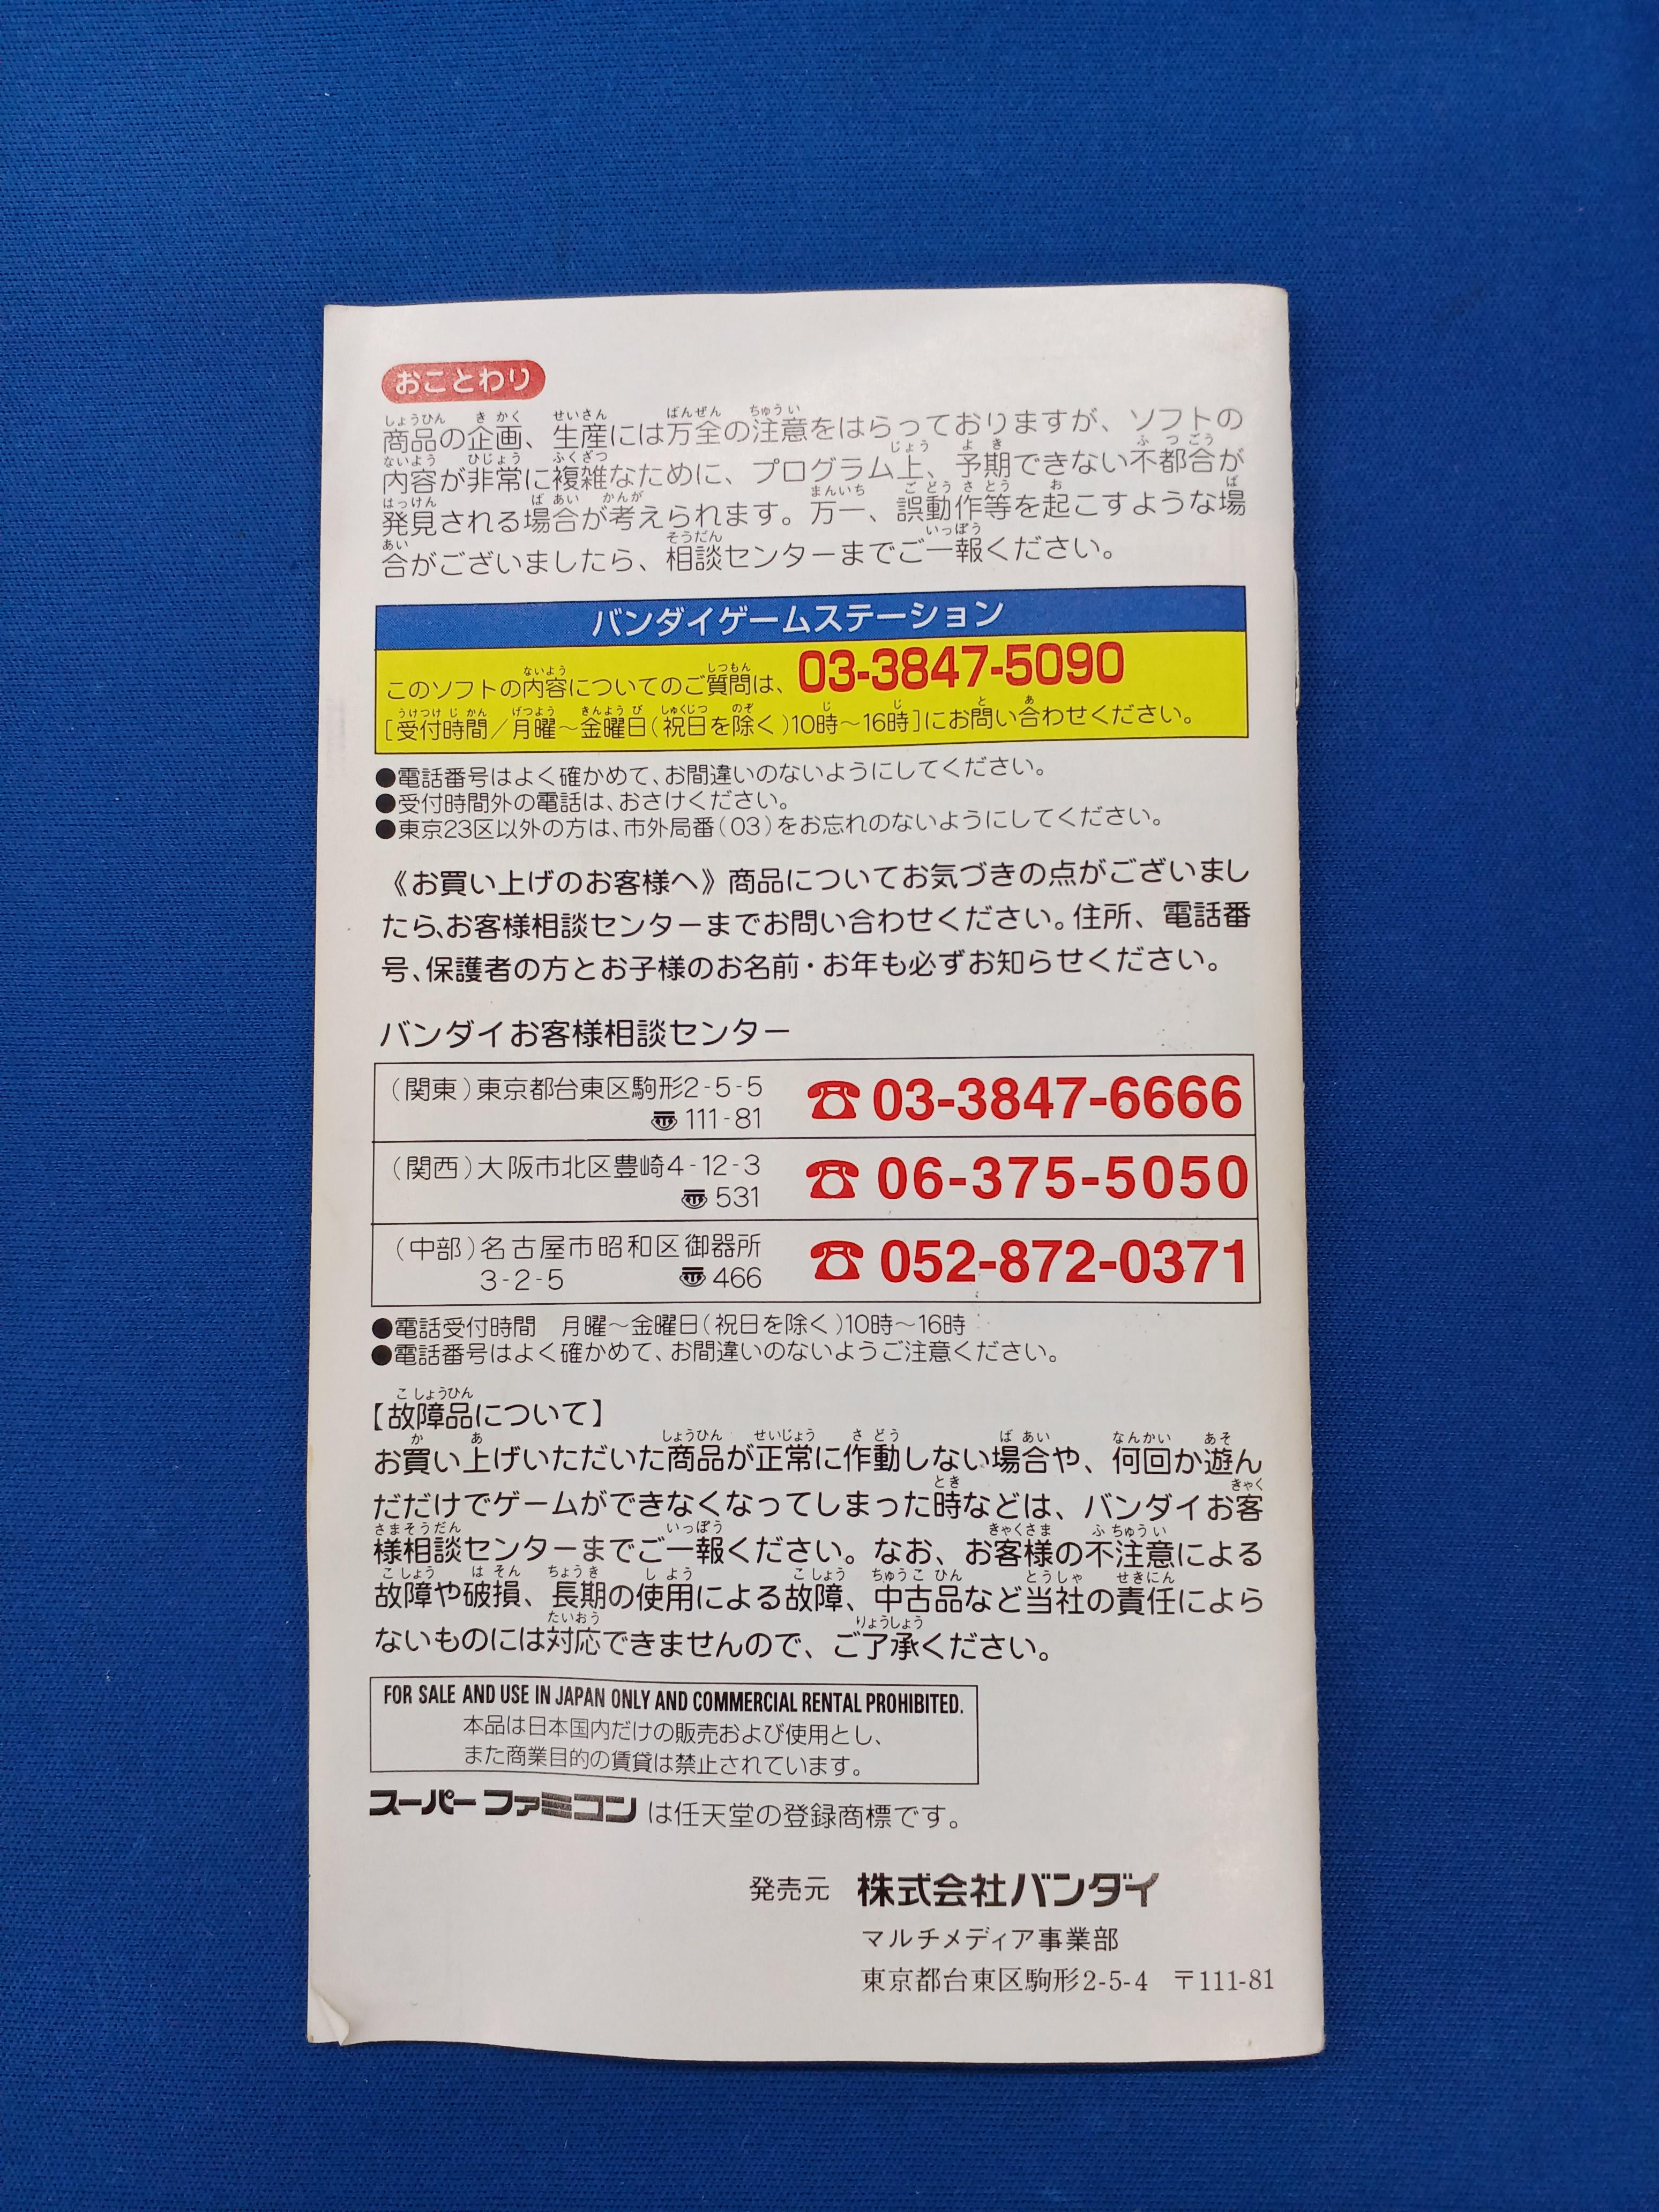 おことわり
商品の企画、生産には万全の注意をはらっておりますが、ソフトの
内容が非常に複雑なために、プログラム上、予期できない不都合が
発見される場合が考えられます。万一、誤動作等を起こすような場
合がございましたら、相談センターまでご一報ください。
バンダイゲームステーション
このソフトの内容についてのご質問は、03-3847-5090
[受付時間/月曜〜金曜日(祝日を除く)10時〜16時]にお問い合わせください。
●電話番号はよく確かめて、お間違いのないようにしてください。
●受付時間外の電話は、おさけください。
●東京23区以外の方は、市外局番(03)をお忘れのないようにしてください。
《お買い上げのお客様へ》商品についてお気づきの点がございまし
たら、お客様相談センターまでお問い合わせください。住所、電話番
号、保護者の方とお子様のお名前・お年も必ずお知らせください。
バンダイお客様相談センター
(関東)東京都台東区駒形2-5-5
〠111-81
☎03-3847-6666
(関西)大阪市北区豊崎4-12-3
〠531
☎06-375-5050
(中部)名古屋市昭和区御器所
3-2-5 〠466
☎052-872-0371
●電話受付時間 月曜〜金曜日(祝日を除く)10時〜16時
●電話番号はよく確かめて、お間違いのないようご注意ください。
【故障品について】
お買い上げいただいた商品が正常に作動しない場合や、何回か遊ん
だだけでゲームができなくなってしまった時などは、バンダイお客
様相談センターまでご一報ください。なお、お客様の不注意による
故障や破損、長期の使用による故障、中古品など当社の責任によら
ないものには対応できませんので、ご了承ください。
FOR SALE AND USE IN JAPAN ONLY AND COMMERCIAL RENTAL PROHIBITED.
本品は日本国内だけの販売および使用とし、
また商業目的の賃貸は禁止されています。
スーパーファミコンは任天堂の登録商標です。
発売元 株式会社バンダイ
マルチメディア事業部
東京都台東区駒形2-5-4 〒111-81